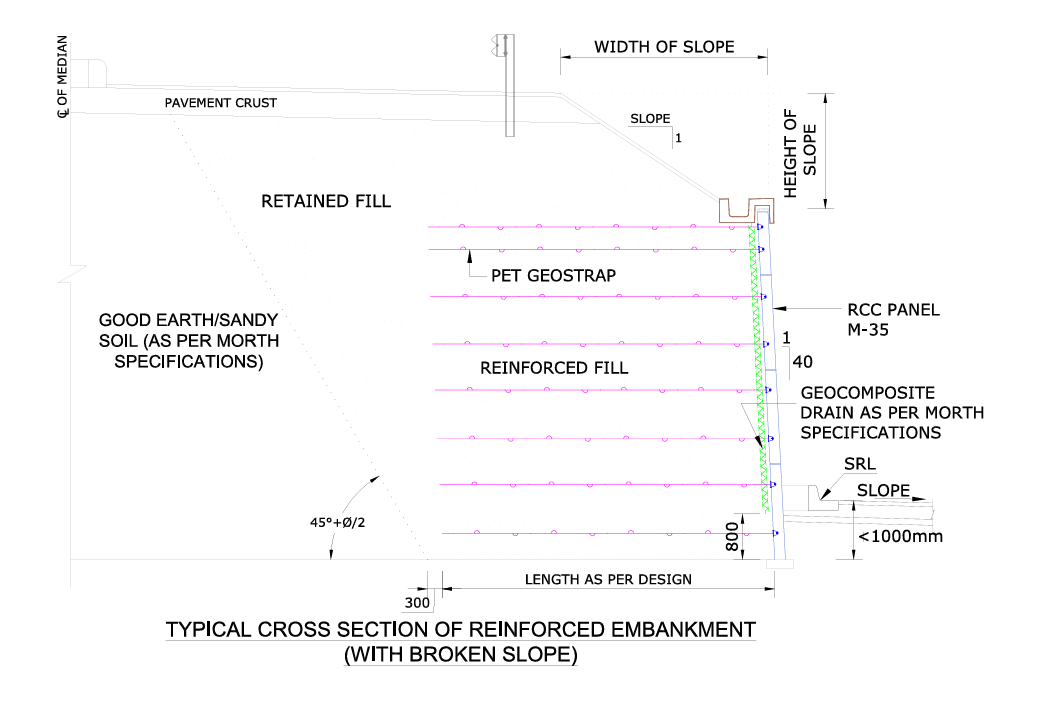 WIDTH OF SLOPE
℄ OF MEDIAN
PAVEMENT CRUST
SLOPE
1
HEIGHT OF
SLOPE
RETAINED FILL
PET GEOSTRAP
GOOD EARTH/SANDY
SOIL (AS PER MORTH
SPECIFICATIONS)
RCC PANEL
M-35
1
40
REINFORCED FILL
GEOCOMPOSITE
DRAIN AS PER MORTH
SPECIFICATIONS
SRL
SLOPE
45°+Ø/2
800
<1000mm
LENGTH AS PER DESIGN
300
TYPICAL CROSS SECTION OF REINFORCED EMBANKMENT
(WITH BROKEN SLOPE)